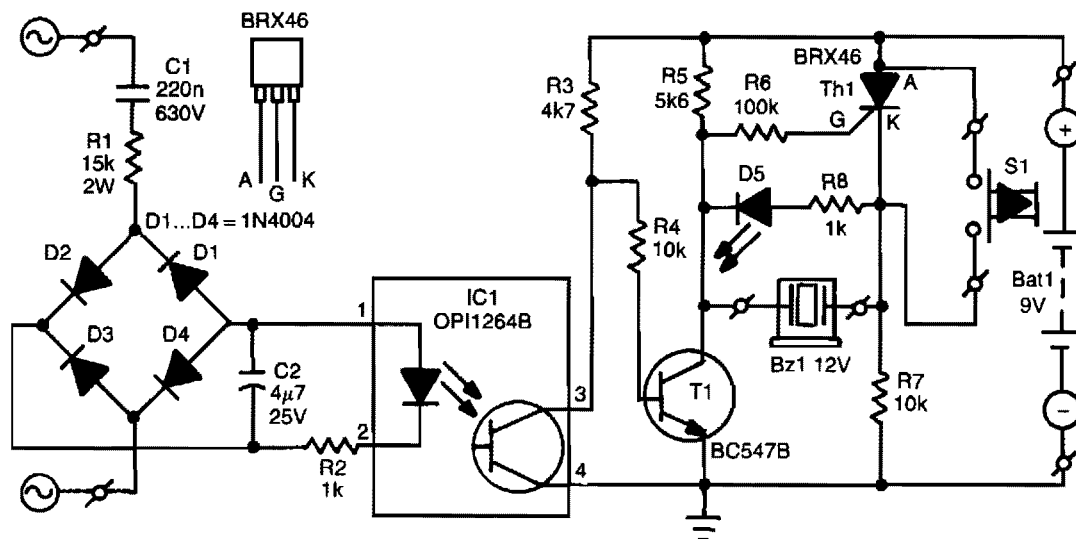 BRX46
C1
220n
630V
R1
15k
2W
A
G
K
D1...D4 = 1N4004
D2
D1
D3
D4
C2
4µ7
25V
R2
1k
1
2
IC1
OPI1264B
3
4
R3
4k7
R4
10k
R5
5k6
R6
100k
BRX46
Th1
A
G
K
D5
R8
1k
S1
Bz1 12V
T1
BC547B
R7
10k
+
Bat1
9V
−